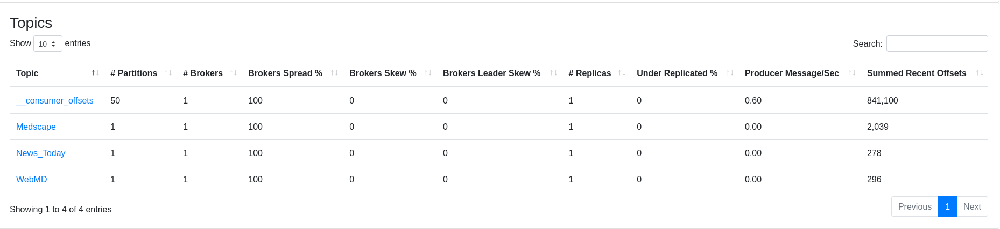 Topics
Show 10 entries Search:
Topic ↑↓ # Partitions ↑↓ # Brokers ↑↓ Brokers Spread % ↑↓ Brokers Skew % ↑↓ Brokers Leader Skew % ↑↓ # Replicas ↑↓ Under Replicated % ↑↓ Producer Message/Sec ↑↓ Summed Recent Offsets ↑↓
__consumer_offsets 50 1 100 0 0 1 0 0.60 841,100
Medscape 1 1 100 0 0 1 0 0.00 2,039
News_Today 1 1 100 0 0 1 0 0.00 278
WebMD 1 1 100 0 0 1 0 0.00 296
Showing 1 to 4 of 4 entries Previous 1 Next